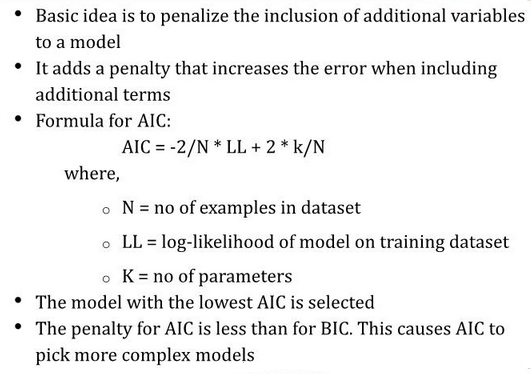 • Basic idea is to penalize the inclusion of additional variables
to a model
• It adds a penalty that increases the error when including
additional terms
• Formula for AIC:
AIC = -2/N * LL + 2 * k/N
where,
o N = no of examples in dataset
o LL = log-likelihood of model on training dataset
o K = no of parameters
• The model with the lowest AIC is selected
• The penalty for AIC is less than for BIC. This causes AIC to
pick more complex models